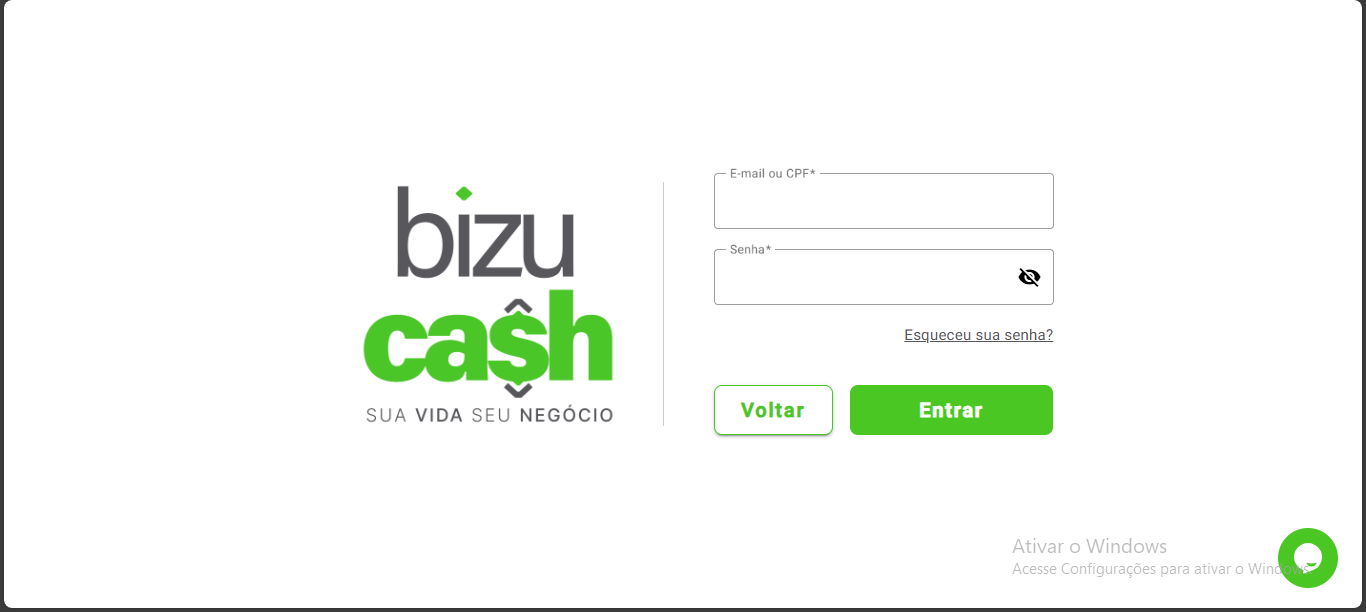 bizu
ca$h
SUA VIDA SEU NEGÓCIO
E-mail ou CPF*
Senha*
Esqueceu sua senha?
Voltar
Entrar
Ativar o Windows
Acesse Configurações para ativar o Windows.